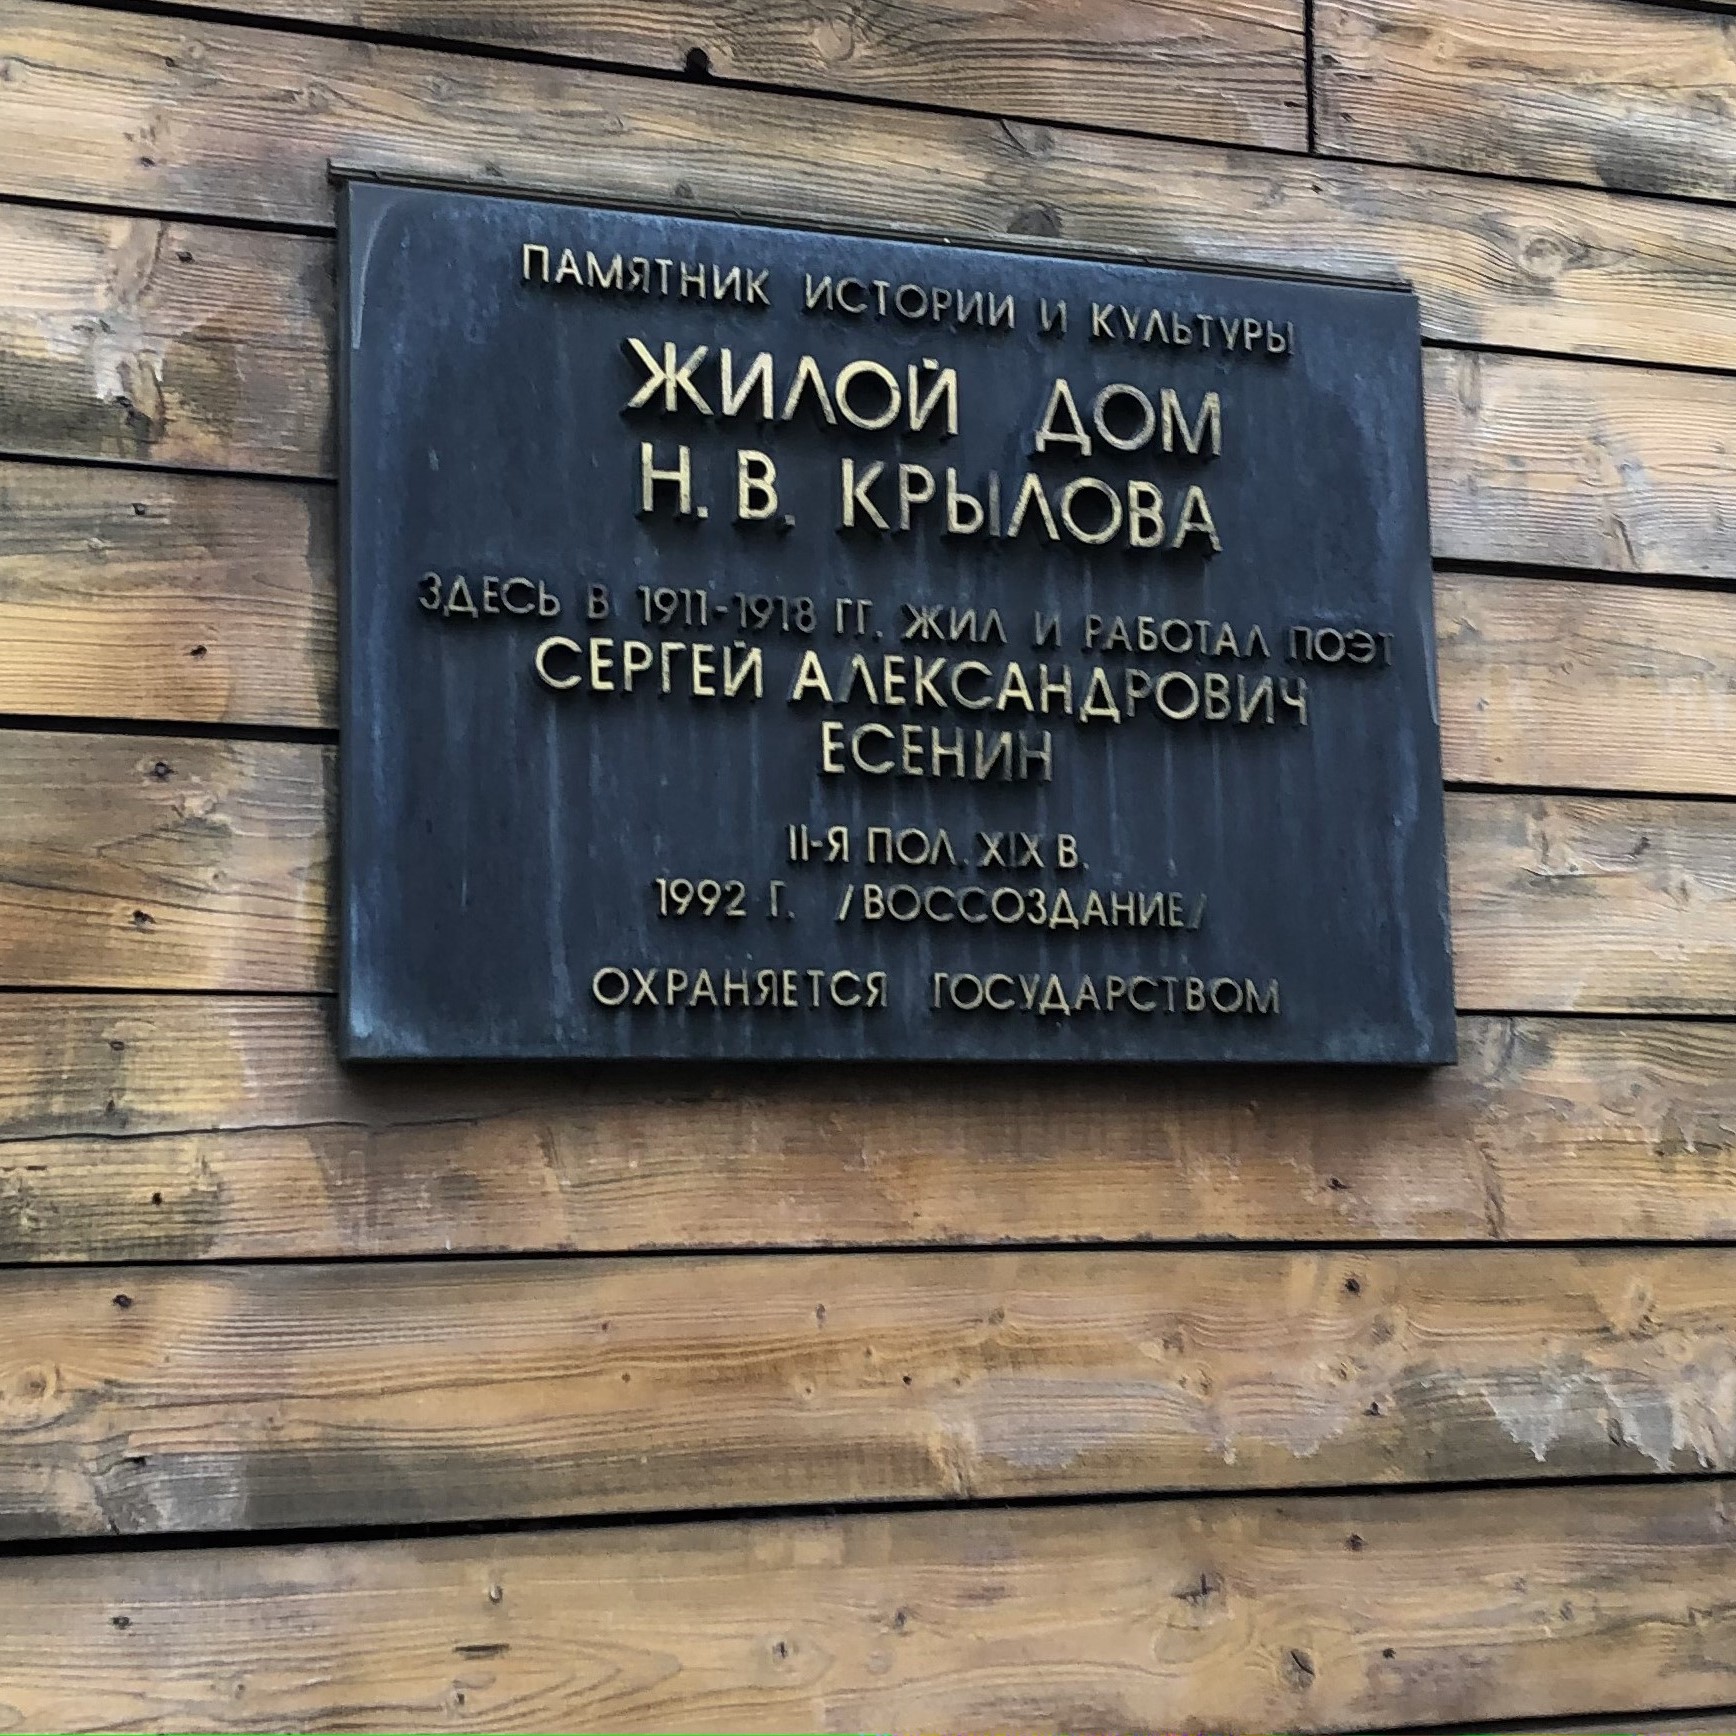 ПАМЯТНИК ИСТОРИИ И КУЛЬТУРЫ
ЖИЛОЙ ДОМ
Н. В. КРЫЛОВА
ЗДЕСЬ В 1911-1918 ГГ. ЖИЛ И РАБОТАЛ ПОЭТ
СЕРГЕЙ АЛЕКСАНДРОВИЧ
ЕСЕНИН
II-Я ПОЛ. XIX В.
1992 Г. /ВОССОЗДАНИЕ/
ОХРАНЯЕТСЯ ГОСУДАРСТВОМ